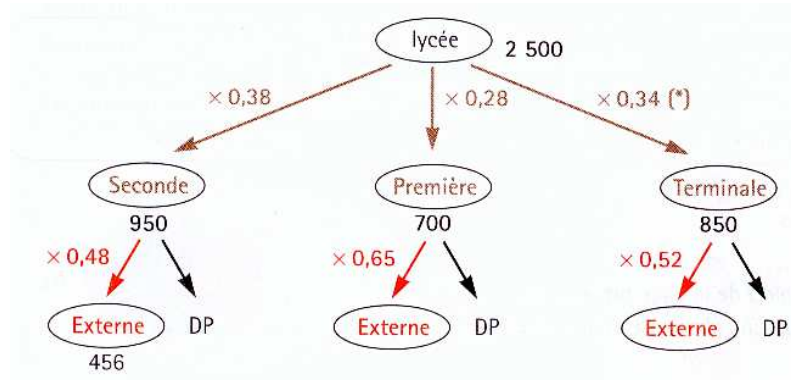 lycée 2 500
× 0,38 × 0,28 × 0,34 (*)
Seconde Première Terminale
950 700 850
× 0,48 × 0,65 × 0,52
Externe DP Externe DP Externe DP
456